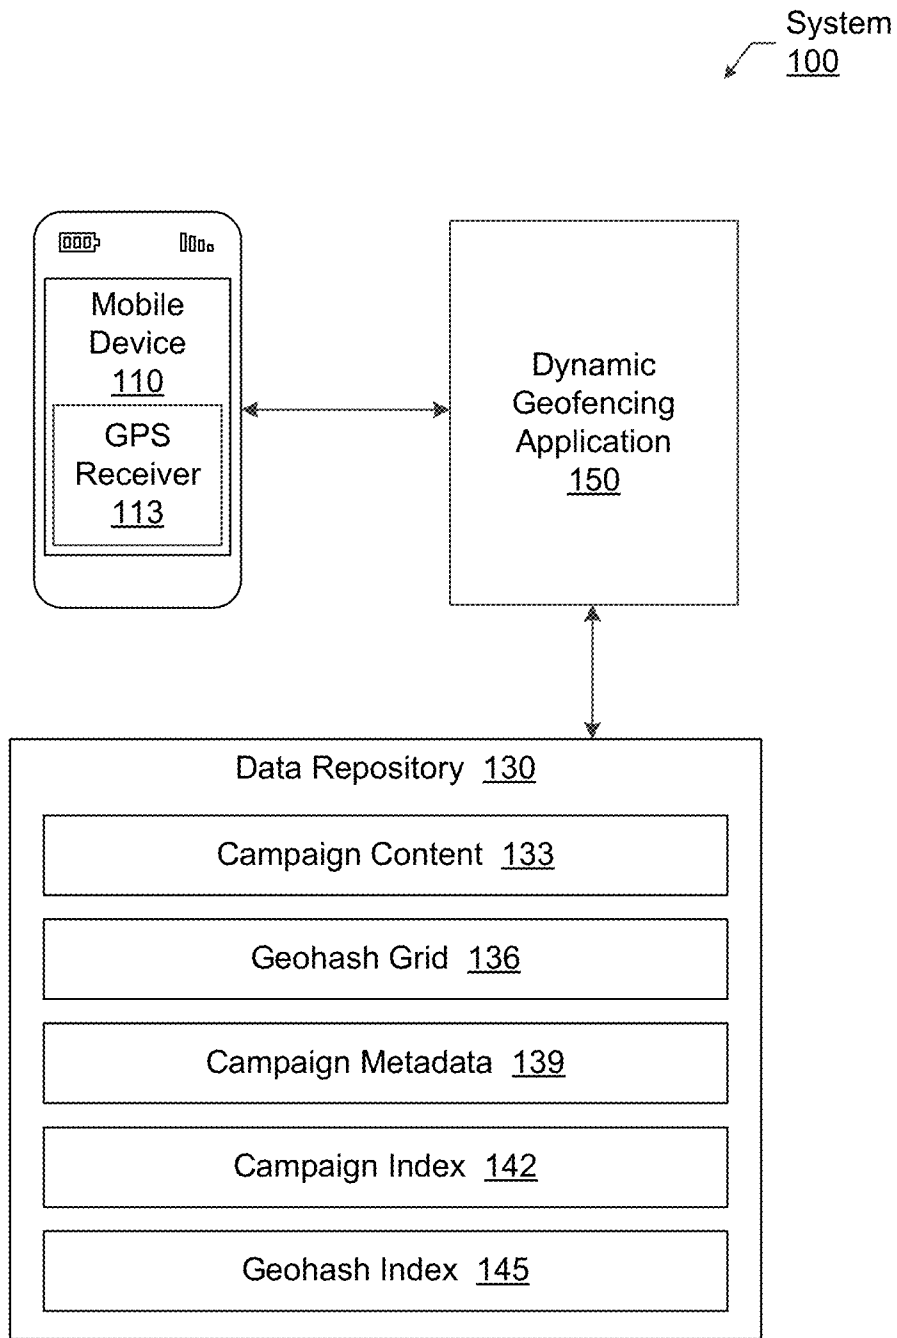 System
100
Mobile
Device
110
GPS
Receiver
113
Dynamic
Geofencing
Application
150
Data Repository 130
Campaign Content 133
Geohash Grid 136
Campaign Metadata 139
Campaign Index 142
Geohash Index 145